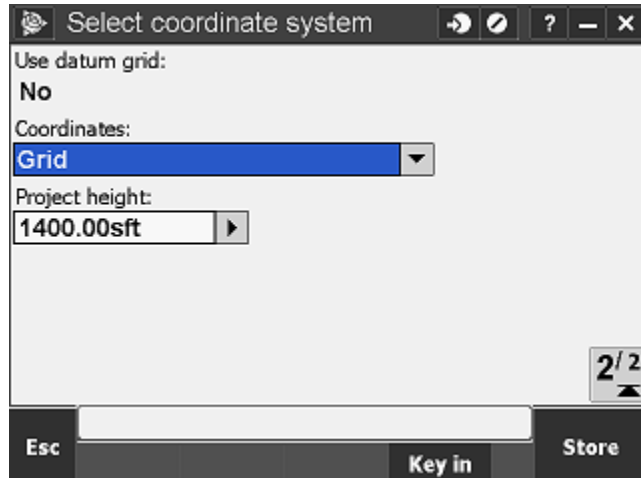 Select coordinate system ? – ×
Use datum grid:
No
Coordinates:
Grid
Project height:
1400.00sft
2/2
Esc
Key in
Store